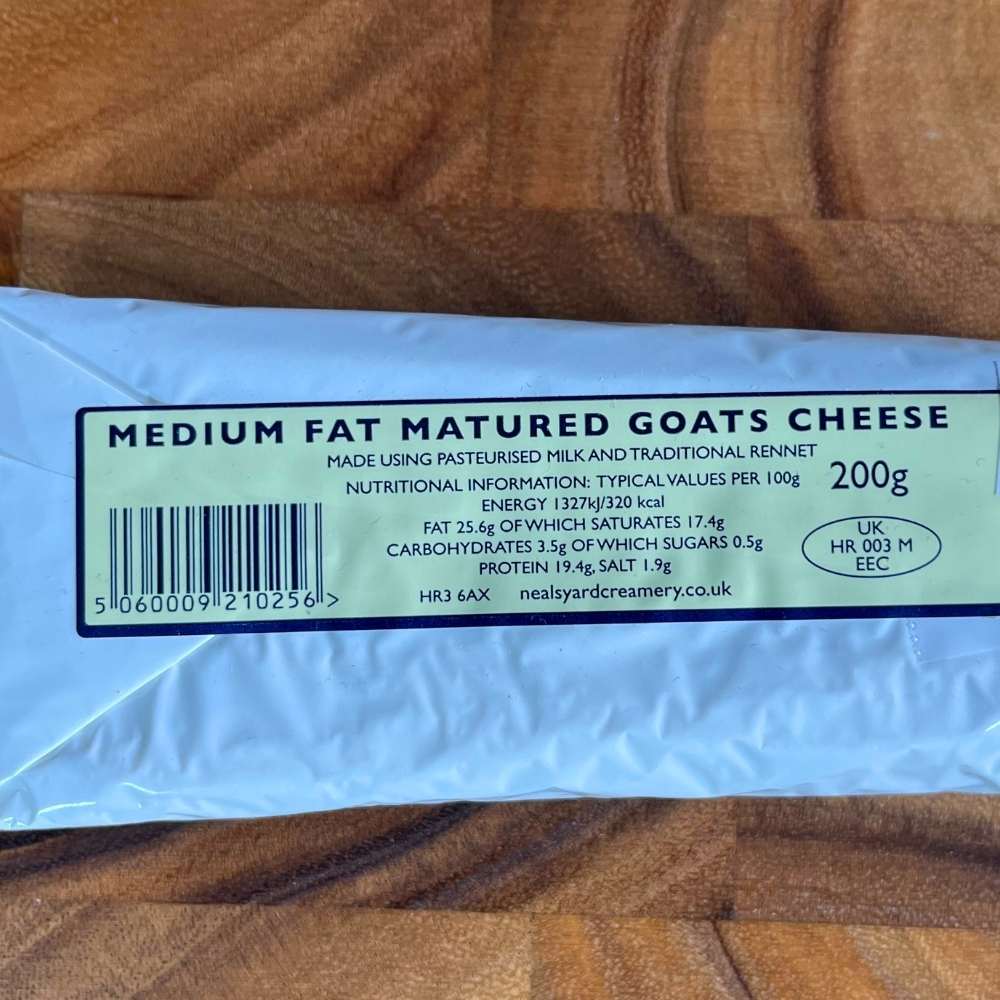 MEDIUM FAT MATURED GOATS CHEESE
MADE USING PASTEURISED MILK AND TRADITIONAL RENNET
NUTRITIONAL INFORMATION: TYPICAL VALUES PER 100g
200g
ENERGY 1327kJ/320 kcal
FAT 25.6g OF WHICH SATURATES 17.4g
CARBOHYDRATES 3.5g OF WHICH SUGARS 0.5g
PROTEIN 19.4g, SALT 1.9g
HR3 6AX nealsyardcreamery.co.uk
UK
HR 003 M
EEC
5 060009 210256 >